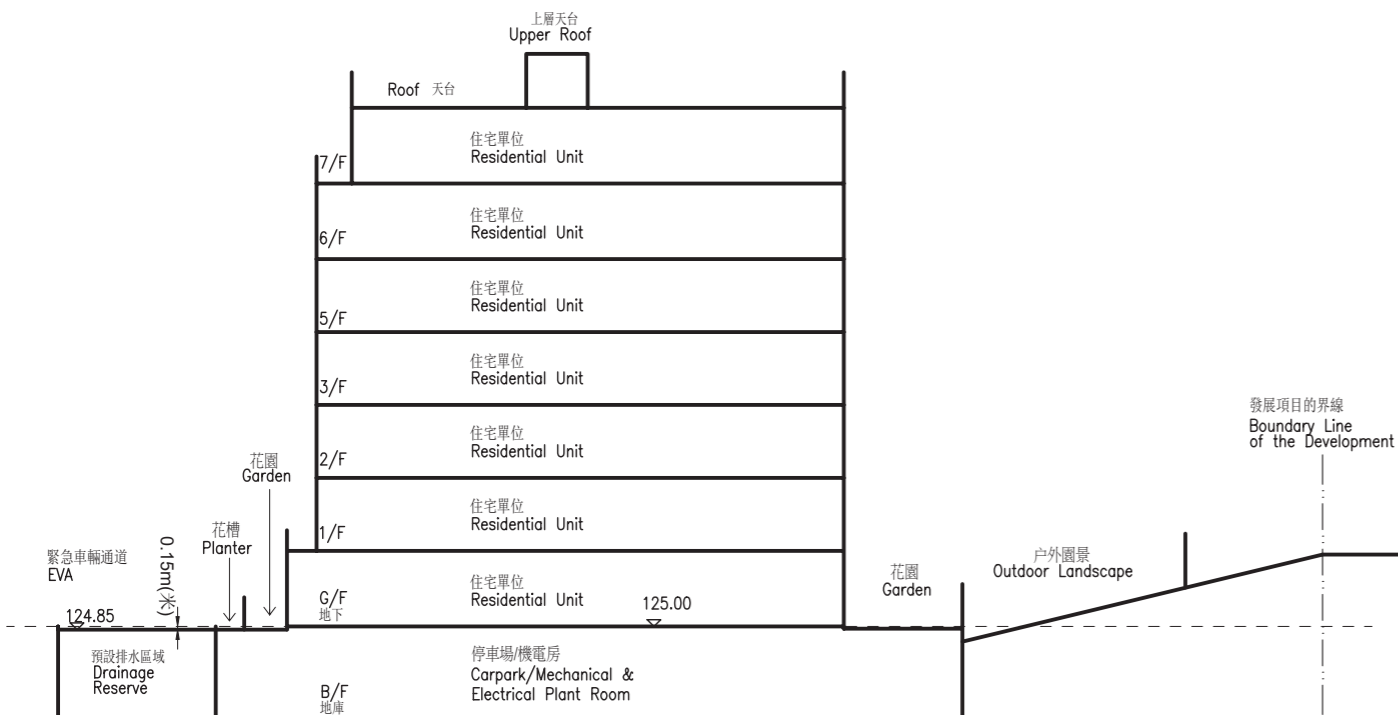 上層天台
Upper Roof
Roof 天台
住宅單位
Residential Unit
7/F
住宅單位
Residential Unit
6/F
住宅單位
Residential Unit
5/F
住宅單位
Residential Unit
3/F
住宅單位
Residential Unit
2/F
住宅單位
Residential Unit
1/F
住宅單位
Residential Unit
G/F
地下
125.00
花園
Garden
花槽
Planter
0.15m(米)
緊急車輛通道
EVA
124.85
預設排水區域
Drainage
Reserve
停車場/機電房
Carpark/Mechanical &
Electrical Plant Room
B/F
地庫
花園
Garden
户外園景
Outdoor Landscape
發展項目的界線
Boundary Line
of the Development